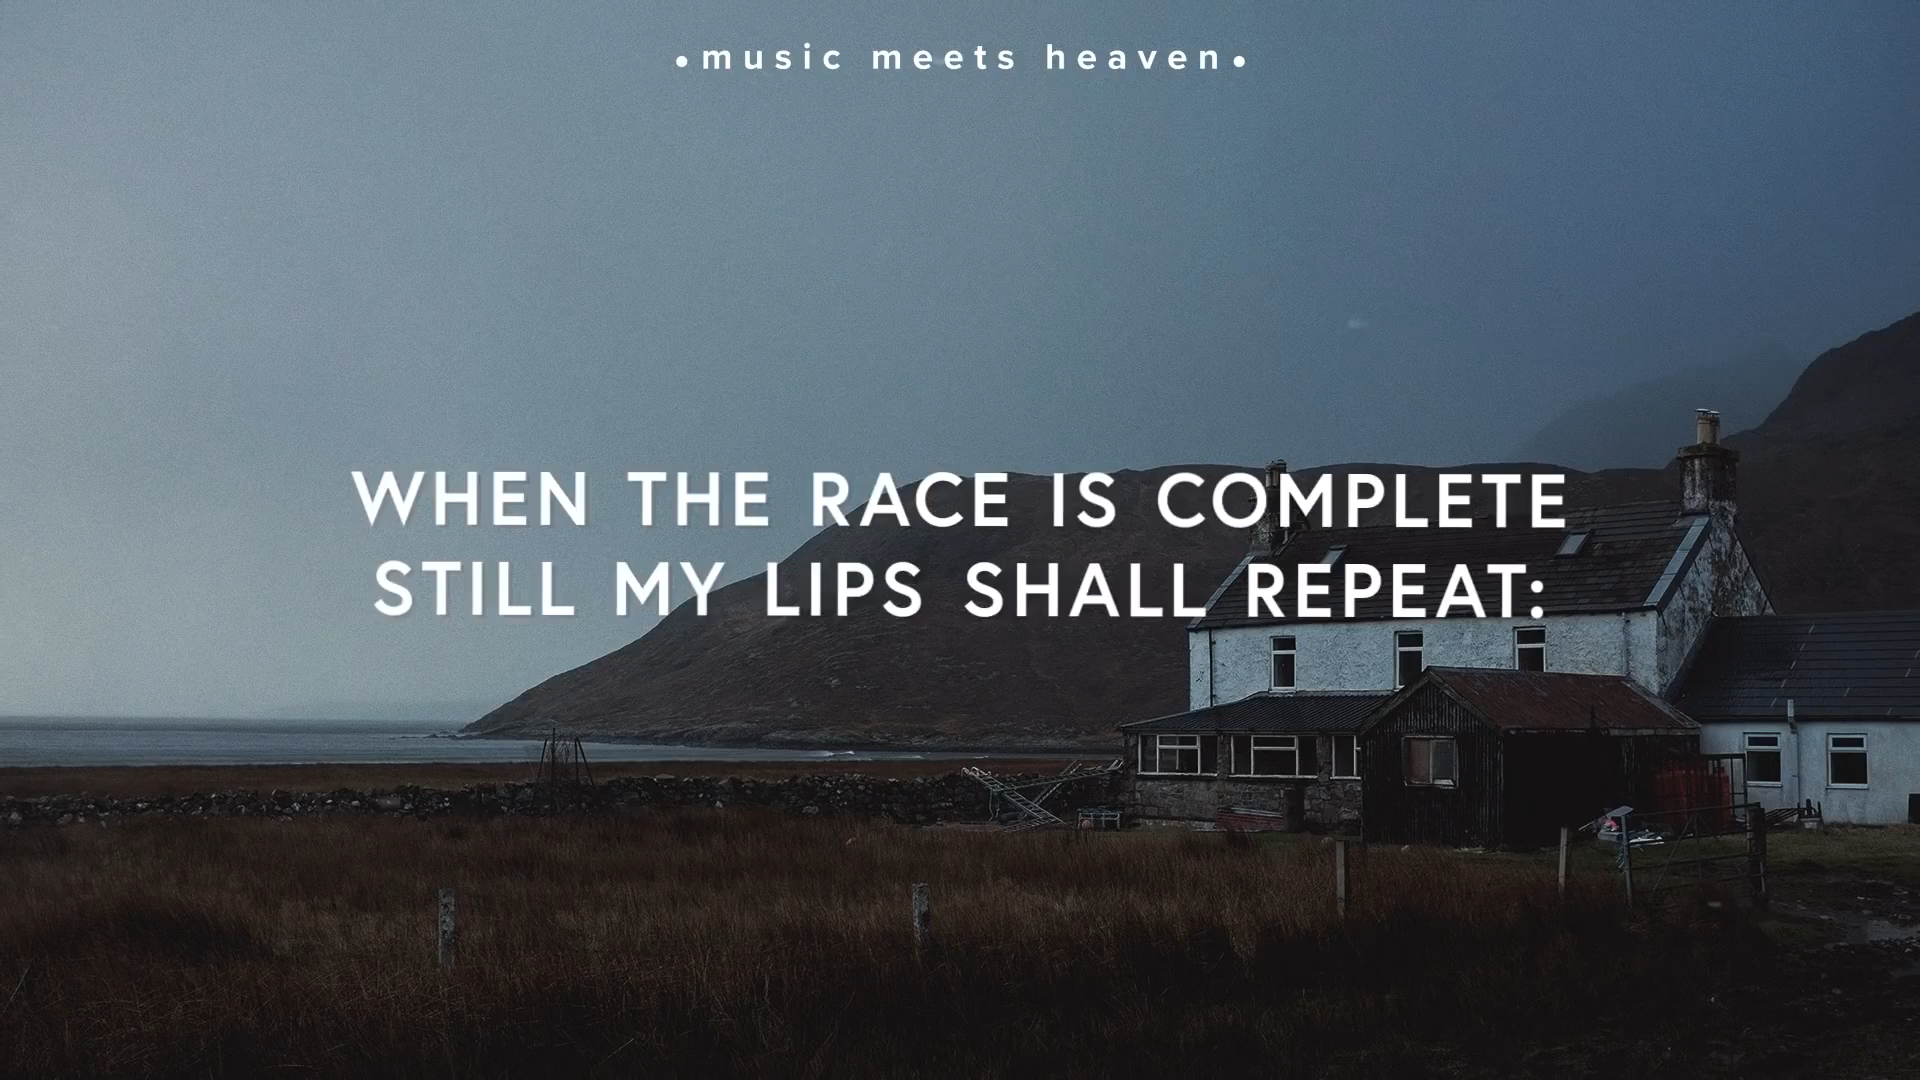 •music meets heaven•
WHEN THE RACE IS COMPLETE
STILL MY LIPS SHALL REPEAT: